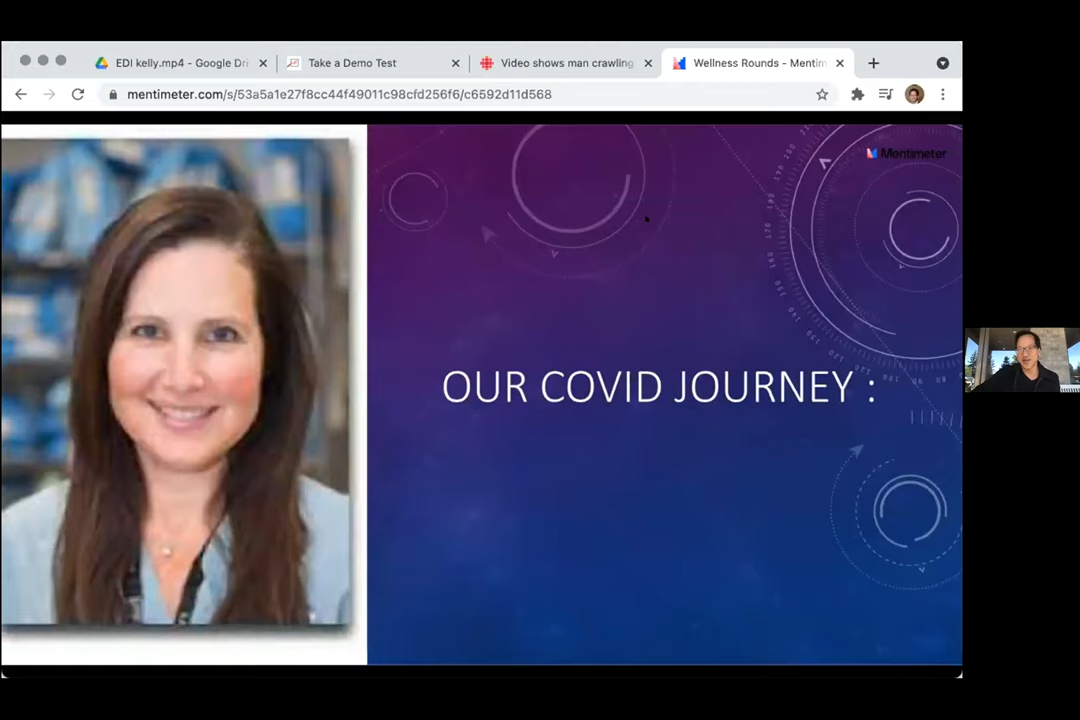 EDI kelly.mp4 - Google Dri
Take a Demo Test
Video shows man crawling
Wellness Rounds - Mentim
mentimeter.com/s/53a5a1e27f8cc44f49011c98cfd256f6/c6592d11d568
Mentimeter
OUR COVID JOURNEY :